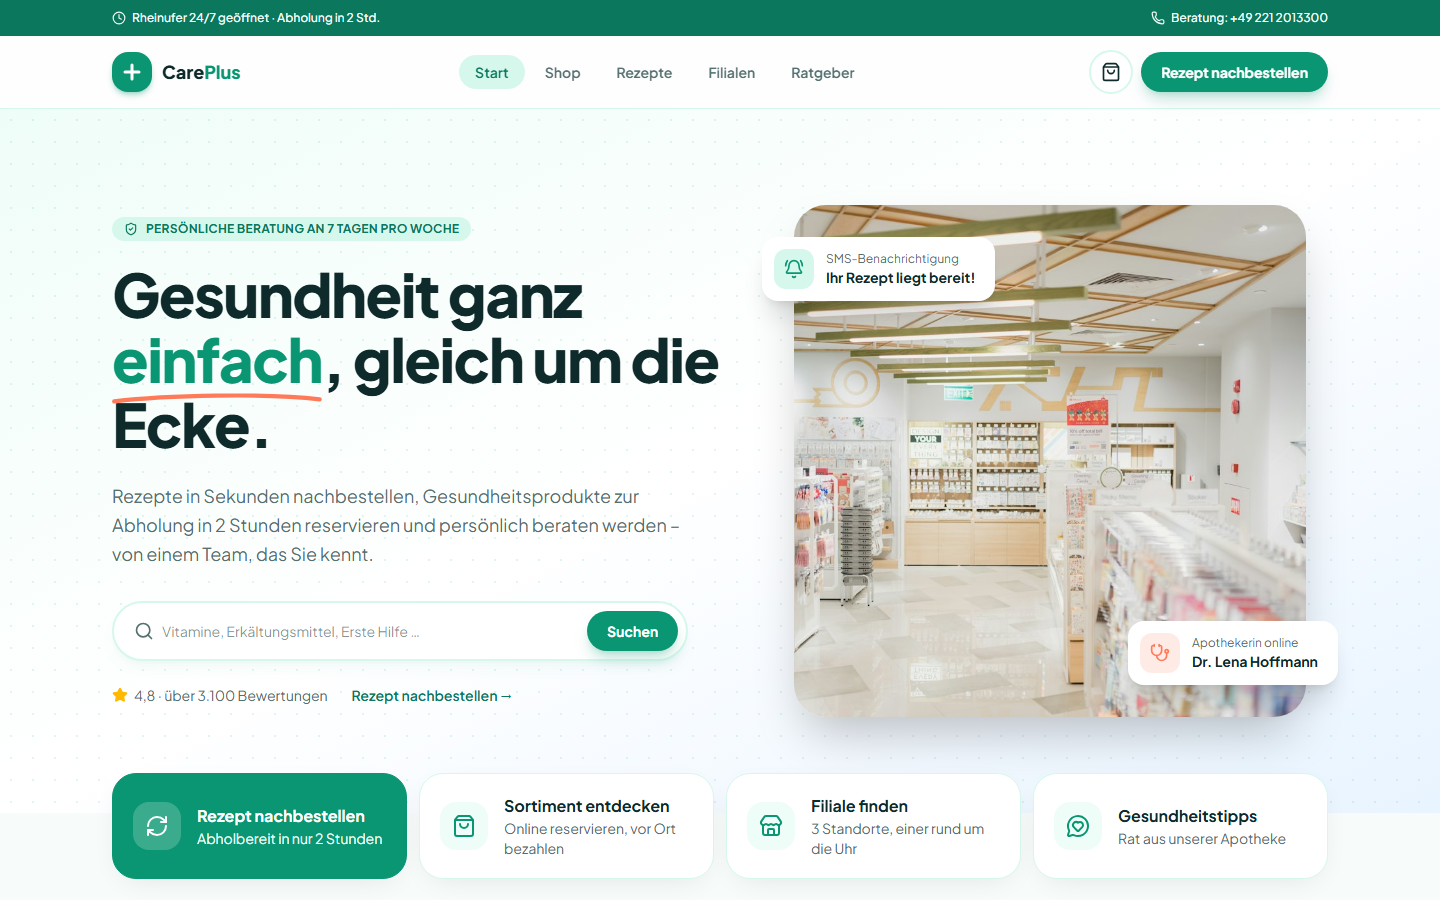 Rheinufer 24/7 geöffnet · Abholung in 2 Std.
Beratung: +49 221 2013300
CarePlus
Start
Shop
Rezepte
Filialen
Ratgeber
Rezept nachbestellen
PERSÖNLICHE BERATUNG AN 7 TAGEN PRO WOCHE
Gesundheit ganz
einfach, gleich um die
Ecke.
Rezepte in Sekunden nachbestellen, Gesundheitsprodukte zur
Abholung in 2 Stunden reservieren und persönlich beraten werden –
von einem Team, das Sie kennt.
Vitamine, Erkältungsmittel, Erste Hilfe …
Suchen
4,8 · über 3.100 Bewertungen
Rezept nachbestellen →
SMS-Benachrichtigung
Ihr Rezept liegt bereit!
EXIT
YOUR
Apothekerin online
Dr. Lena Hoffmann
Rezept nachbestellen
Abholbereit in nur 2 Stunden
Sortiment entdecken
Online reservieren, vor Ort
bezahlen
Filiale finden
3 Standorte, einer rund um
die Uhr
Gesundheitstipps
Rat aus unserer Apotheke